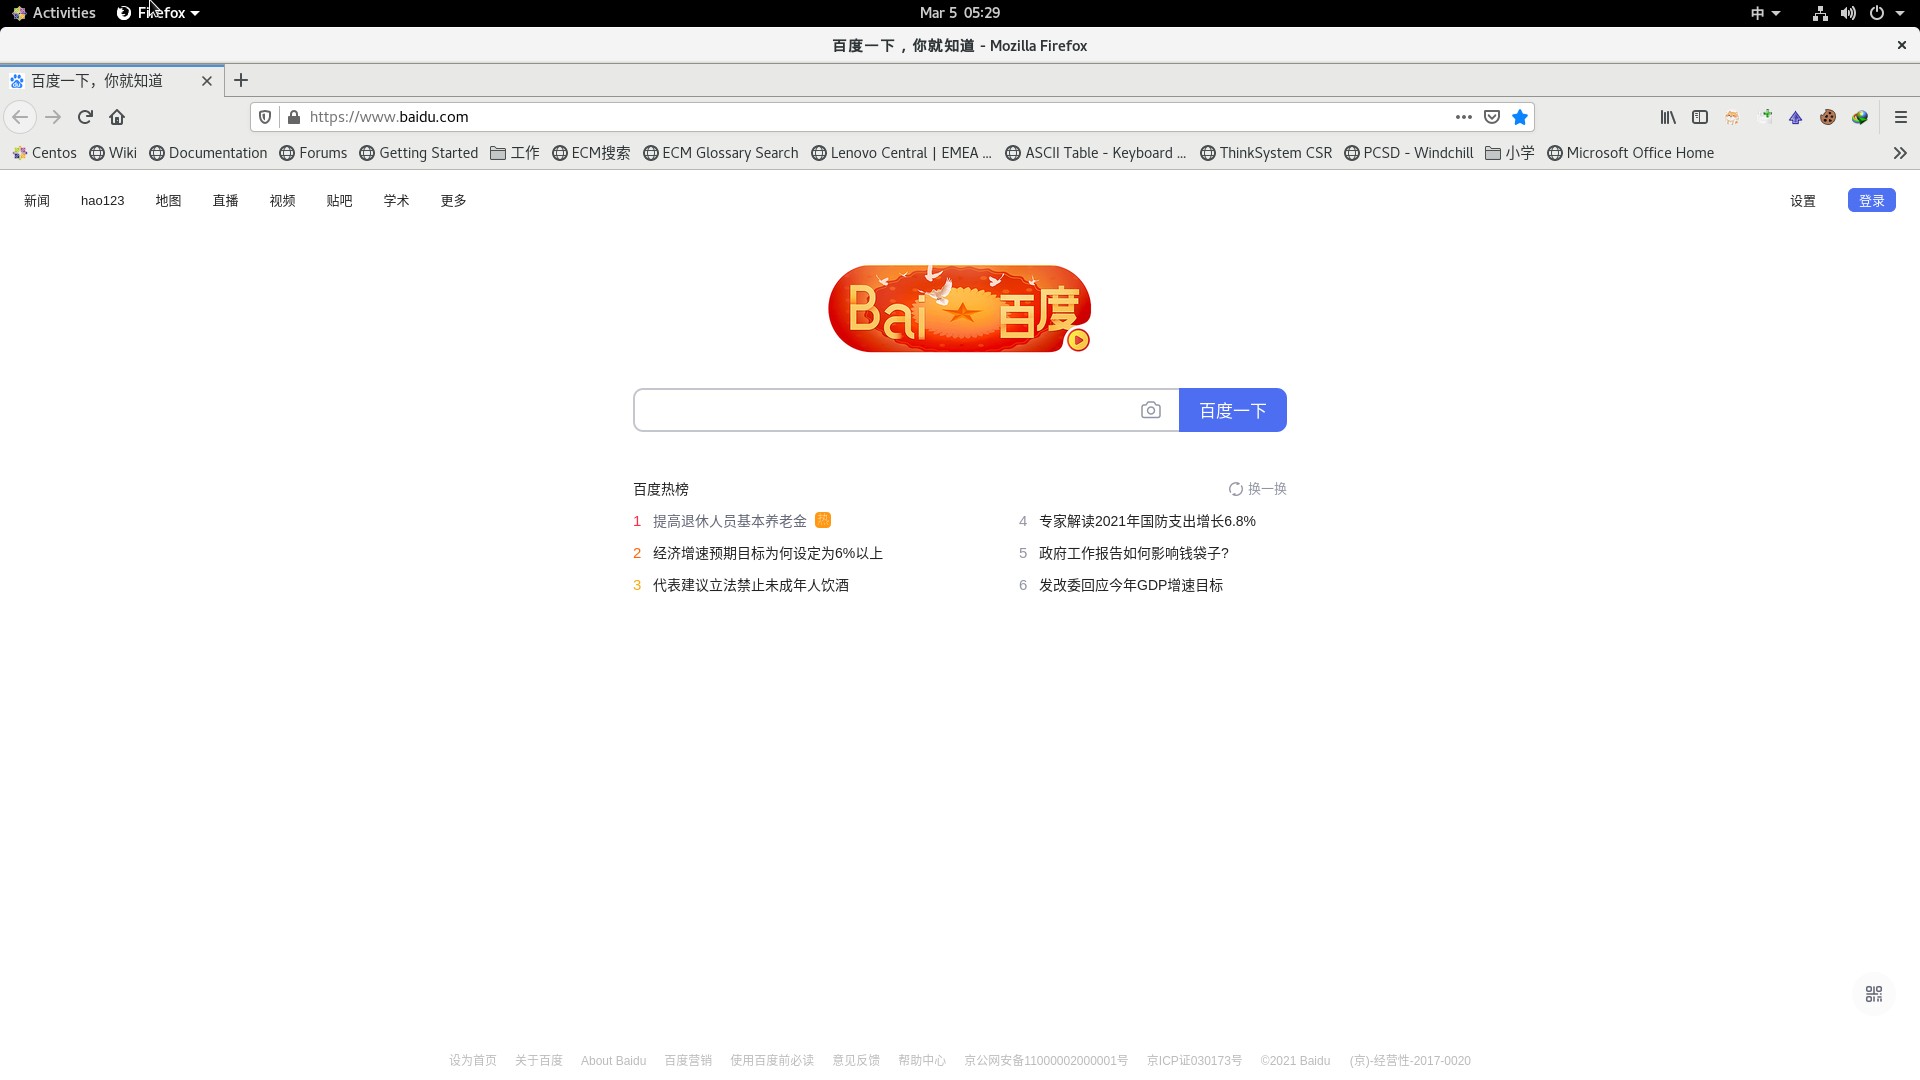 Activities Firefox Mar 5 05:29 中
百度一下，你就知道 - Mozilla Firefox
百度一下，你就知道
https://www.baidu.com
Centos Wiki Documentation Forums Getting Started 工作 ECM搜索 ECM Glossary Search Lenovo Central | EMEA ... ASCII Table - Keyboard ... ThinkSystem CSR PCSD - Windchill 小学 Microsoft Office Home
新闻 hao123 地图 直播 视频 贴吧 学术 更多 设置 登录
Bai 百度
百度一下
百度热榜 换一换
1 提高退休人员基本养老金 热 4 专家解读2021年国防支出增长6.8%
2 经济增速预期目标为何设定为6%以上 5 政府工作报告如何影响钱袋子?
3 代表建议立法禁止未成年人饮酒 6 发改委回应今年GDP增速目标
设为首页 关于百度 About Baidu 百度营销 使用百度前必读 意见反馈 帮助中心 京公网安备11000002000001号 京ICP证030173号 ©2021 Baidu (京)-经营性-2017-0020